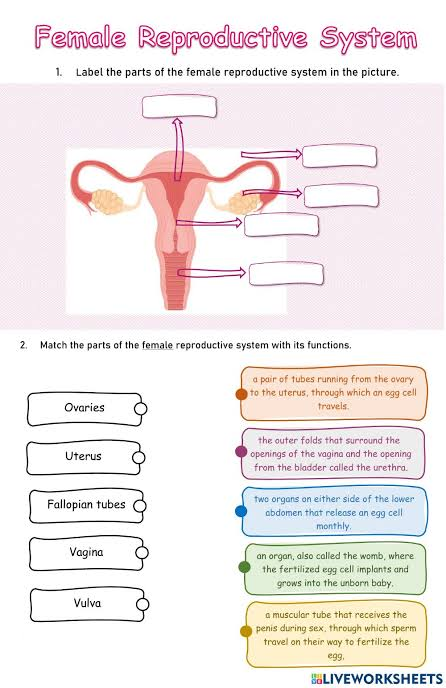 Female Reproductive System
1. Label the parts of the female reproductive system in the picture.
2. Match the parts of the female reproductive system with its functions.
Ovaries
Uterus
Fallopian tubes
Vagina
Vulva
a pair of tubes running from the ovary
to the uterus, through which an egg cell
travels.
the outer folds that surround the
openings of the vagina and the opening
from the bladder called the urethra.
two organs on either side of the lower
abdomen that release an egg cell
monthly.
an organ, also called the womb, where
the fertilized egg cell implants and
grows into the unborn baby.
a muscular tube that receives the
penis during sex, through which sperm
travel on their way to fertilize the
egg,
LIVEWORKSHEETS